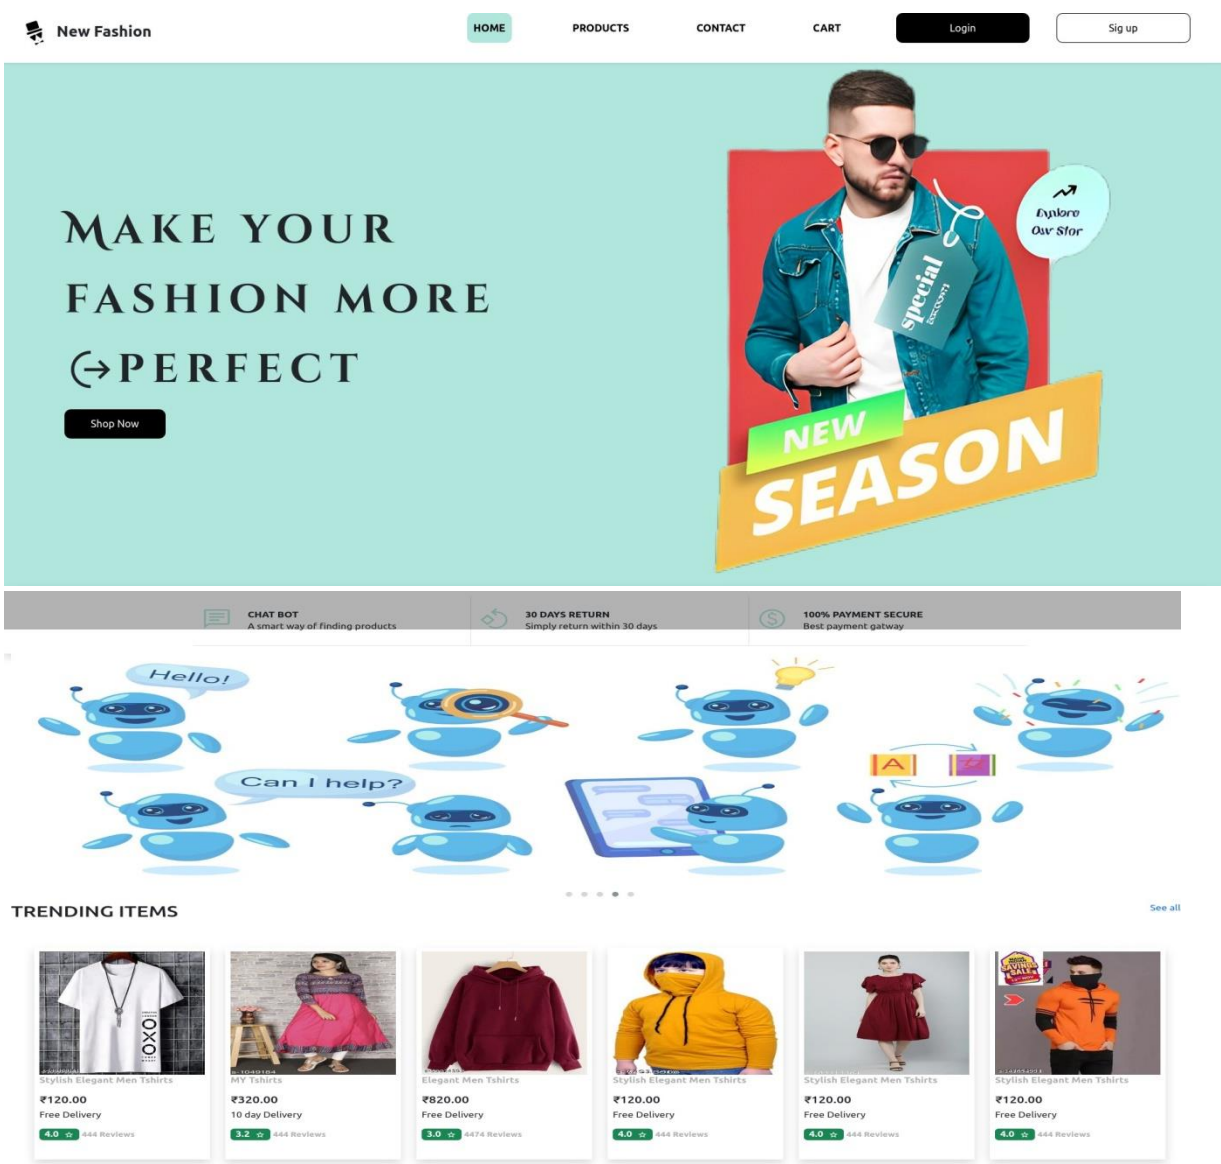 New Fashion
HOME
PRODUCTS
CONTACT
CART
Login
Sig up
MAKE YOUR
FASHION MORE
PERFECT
Shop Now
Explore
Our Stor
special
NEW
SEASON
CHAT BOT
A smart way of finding products
30 DAYS RETURN
Simply return within 30 days
100% PAYMENT SECURE
Best payment gatway
Hello!
Can I help?
A
TRENDING ITEMS
See all
OXO
SAVINGS
SALE
Stylish Elegant Men Tshirts
₹120.00
Free Delivery
4.0 ☆ 444 Reviews
s-1049184
MY Tshirts
₹320.00
10 day Delivery
3.2 ☆ 444 Reviews
Elegant Men Tshirts
₹820.00
Free Delivery
3.0 ☆ 4474 Reviews
Stylish Elegant Men Tshirts
₹120.00
Free Delivery
4.0 ☆ 444 Reviews
Stylish Elegant Men Tshirts
₹120.00
Free Delivery
4.0 ☆ 444 Reviews
Stylish Elegant Men Tshirts
₹120.00
Free Delivery
4.0 ☆ 444 Reviews